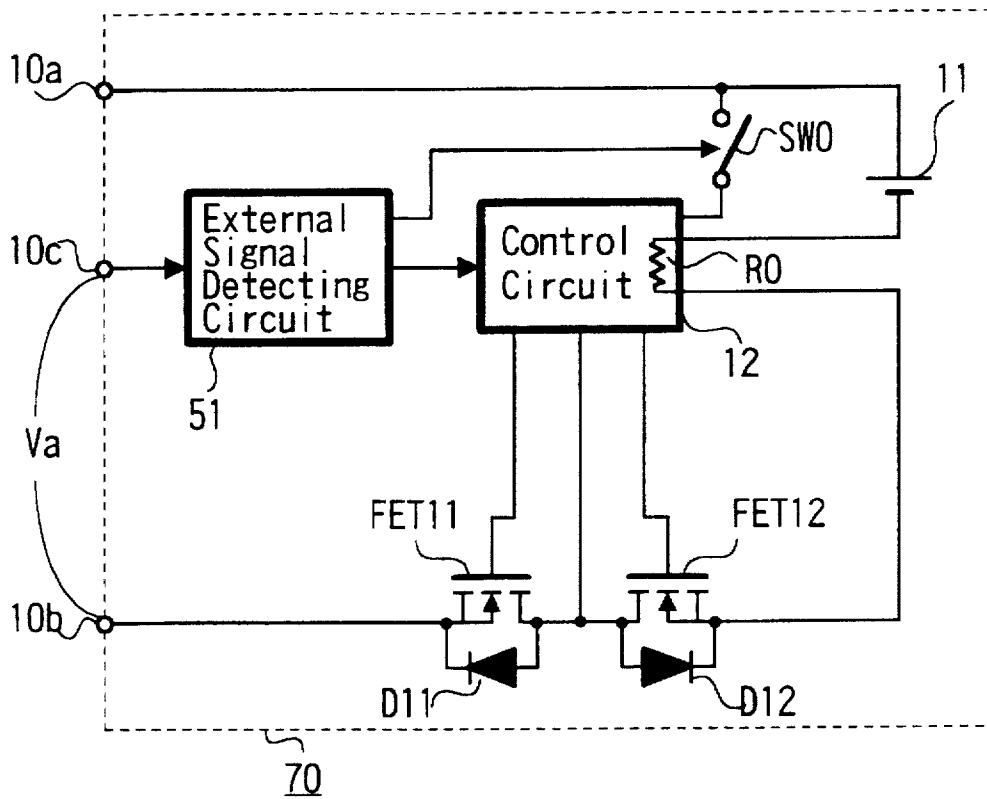 10a
11
SW0
10c
External
Signal
Detecting
Circuit
Control
Circuit
R0
12
51
Va
FET11
FET12
10b
D11
D12
70